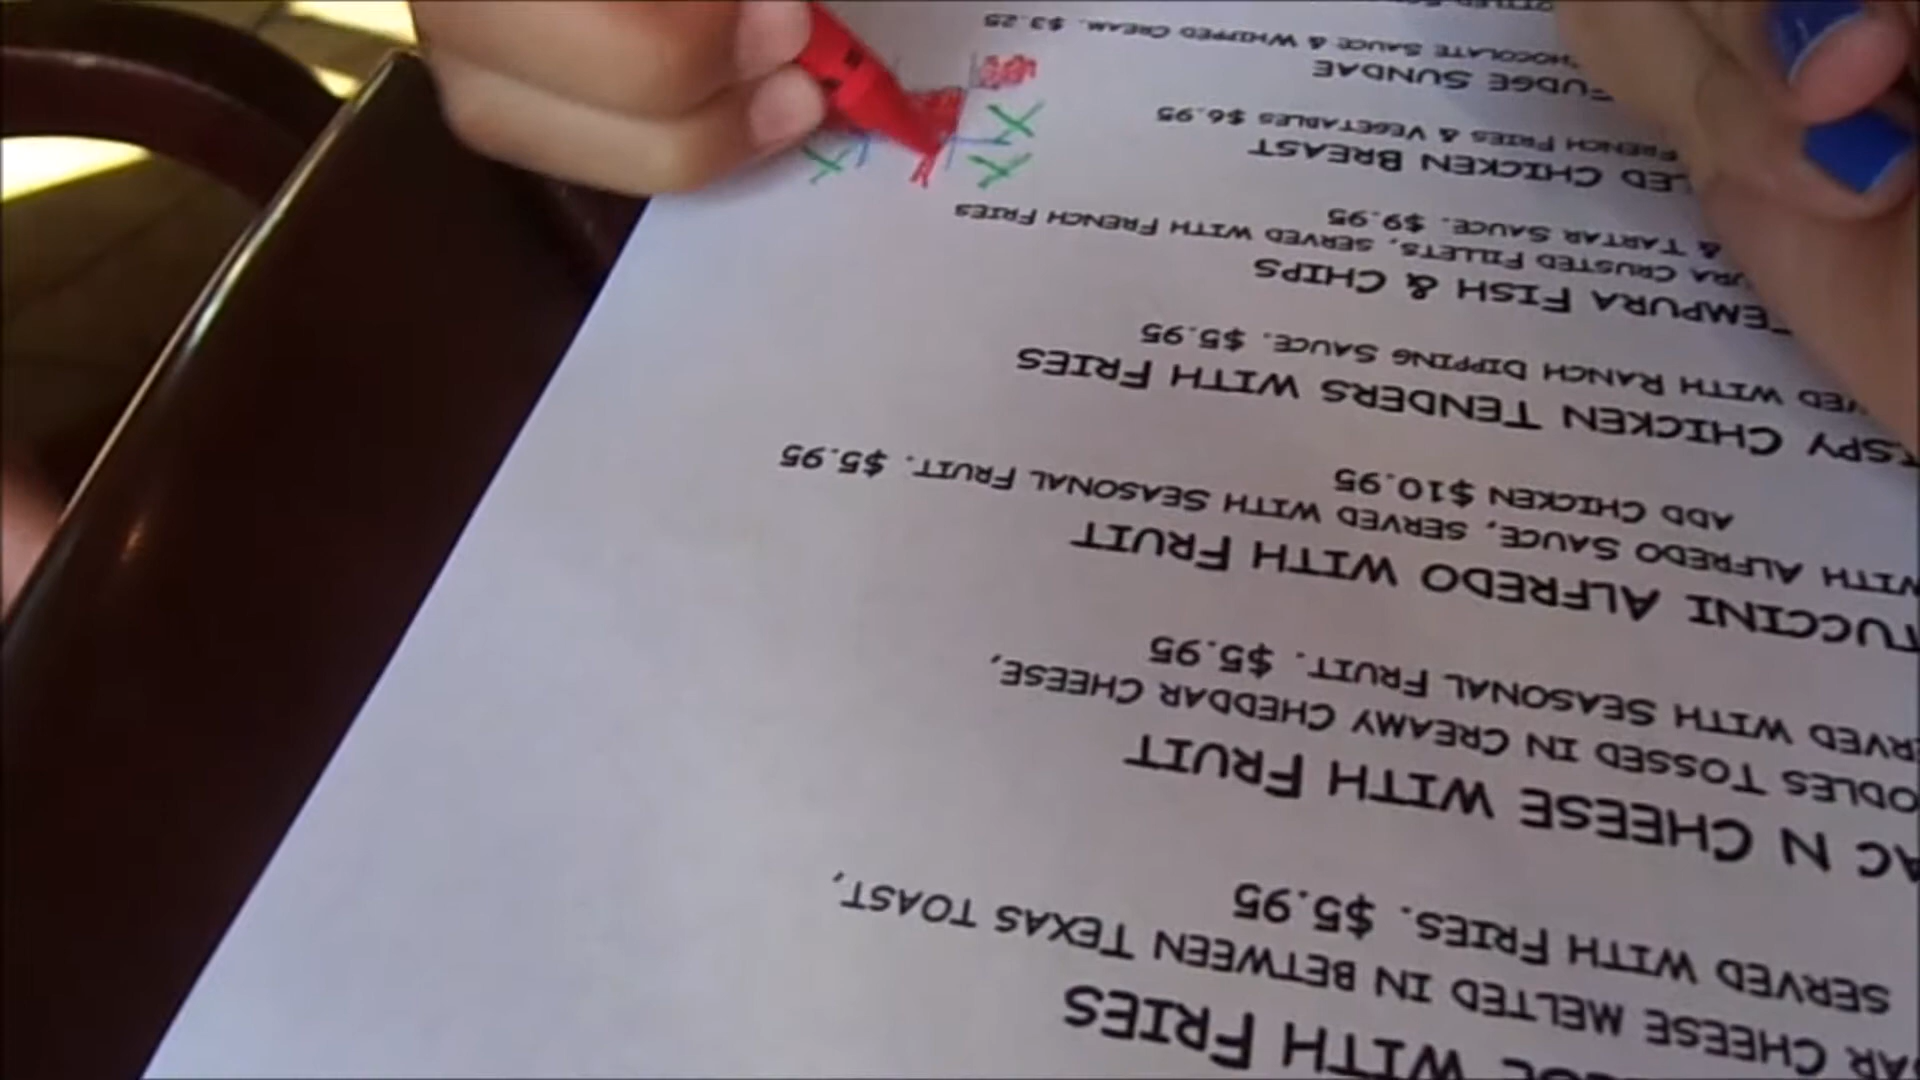 WITH FRIES
AR CHEESE MELTED IN BETWEEN TEXAS TOAST,
SERVED WITH FRIES. $5.95
AC N CHEESE WITH FRUIT
ODLES TOSSED IN CREAMY CHEDDAR CHEESE,
ERVED WITH SEASONAL FRUIT. $5.95
TUCCINI ALFREDO WITH FRUIT
WITH ALFREDO SAUCE, SERVED WITH SEASONAL FRUIT. $5.95
ADD CHICKEN $10.95
ISPY CHICKEN TENDERS WITH FRIES
VED WITH RANCH DIPPING SAUCE. $5.95
TEMPURA FISH & CHIPS
URA CRUSTED FILLETS, SERVED WITH FRENCH FRIES
& TARTAR SAUCE. $9.95
LED CHICKEN BREAST
FRENCH FRIES & VEGETABLES $6.95
FUDGE SUNDAE
HOCOLATE SAUCE & WHIPPED CREAM. $3.25
X
X
X